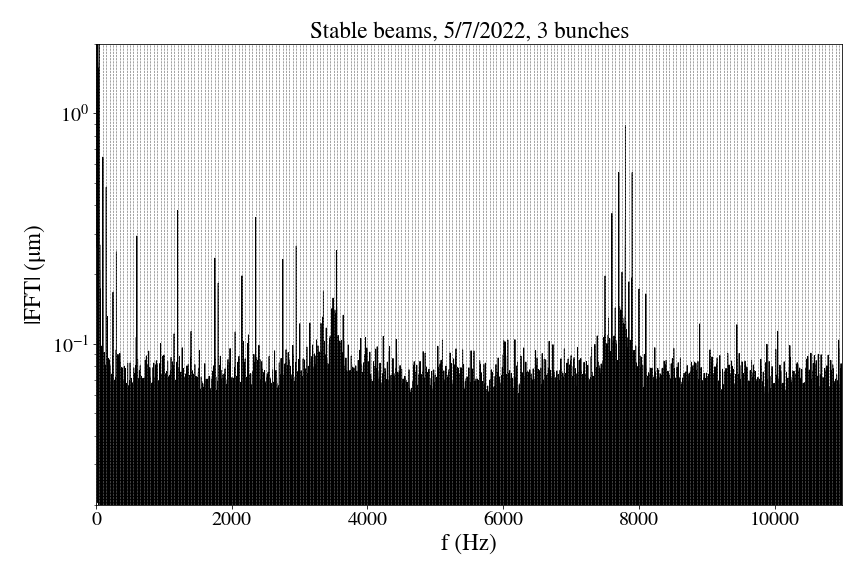 Stable beams, 5/7/2022, 3 bunches
|FFT| (μm)
10⁰
10⁻¹
0 2000 4000 6000 8000 10000
f (Hz)